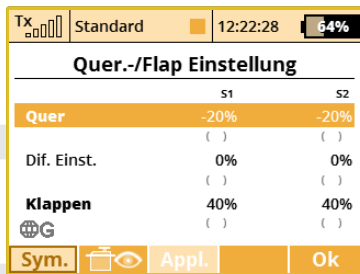 Tx Standard 12:22:28 64%
Quer.-/Flap Einstellung
S1 S2
Quer -20% -20%
( ) ( )
Dif. Einst. 0% 0%
( ) ( )
Klappen 40% 40%
G ( ) ( )
Sym. Appl. Ok